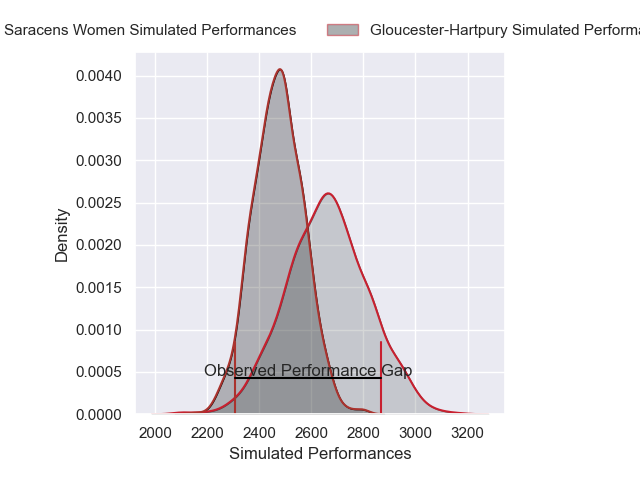 Saracens Women Simulated Performances
Gloucester-Hartpury Simulated Performa
0.0040
0.0035
0.0030
0.0025
0.0020
0.0015
0.0010
0.0005
0.0000
Density
Observed Performance Gap
2000 2200 2400 2600 2800 3000 3200
Simulated Performances